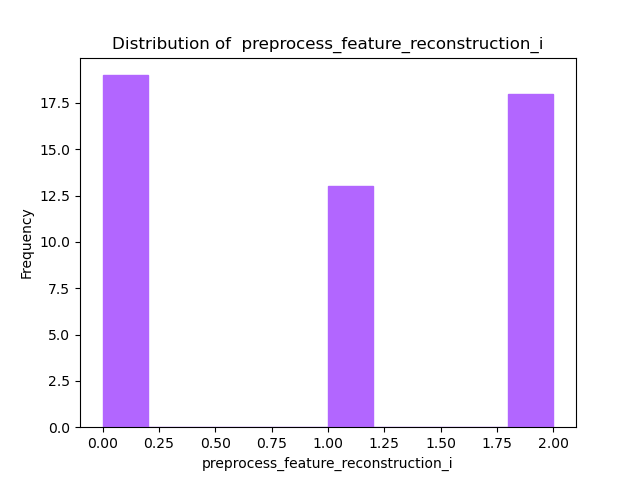 Distribution of  preprocess_feature_reconstruction_i
Frequency
17.5
15.0
12.5
10.0
7.5
5.0
2.5
0.0
0.00 0.25 0.50 0.75 1.00 1.25 1.50 1.75 2.00
preprocess_feature_reconstruction_i